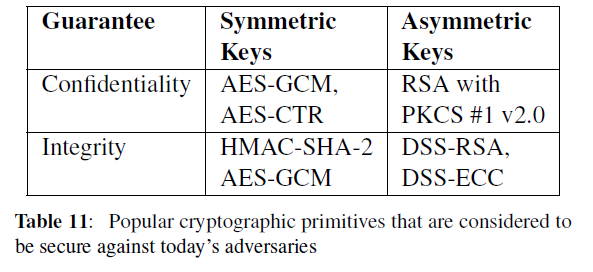 Guarantee Symmetric Asymmetric
Keys Keys
Confidentiality AES-GCM, RSA with
AES-CTR PKCS #1 v2.0
Integrity HMAC-SHA-2 DSS-RSA,
AES-GCM DSS-ECC
Table 11: Popular cryptographic primitives that are considered to
be secure against today's adversaries